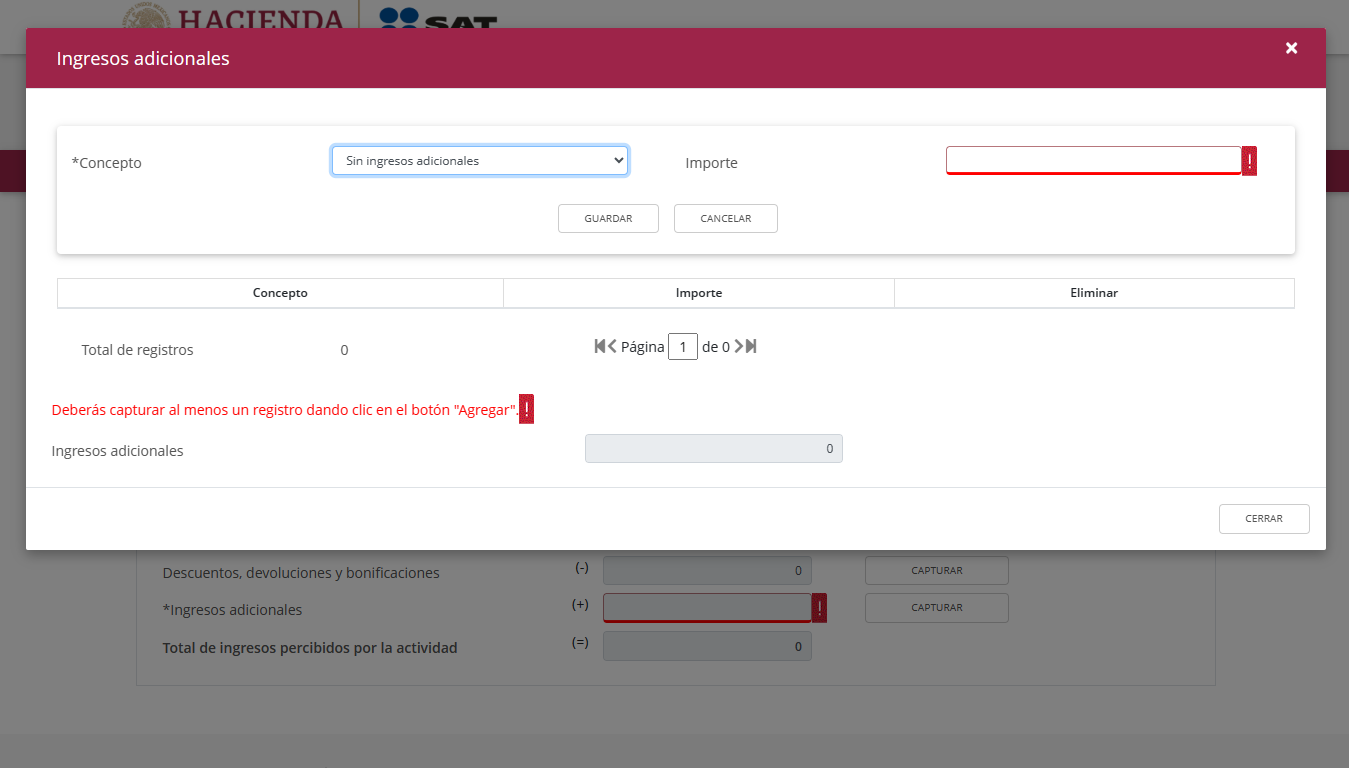 HACIENDA
SAT
Ingresos adicionales ×
*Concepto Sin ingresos adicionales Importe !
GUARDAR CANCELAR
Concepto Importe Eliminar
Total de registros 0 Página 1 de 0
Deberás capturar al menos un registro dando clic en el botón "Agregar". !
Ingresos adicionales 0
CERRAR
Descuentos, devoluciones y bonificaciones (-) 0 CAPTURAR
*Ingresos adicionales (+) ! CAPTURAR
Total de ingresos percibidos por la actividad (=) 0